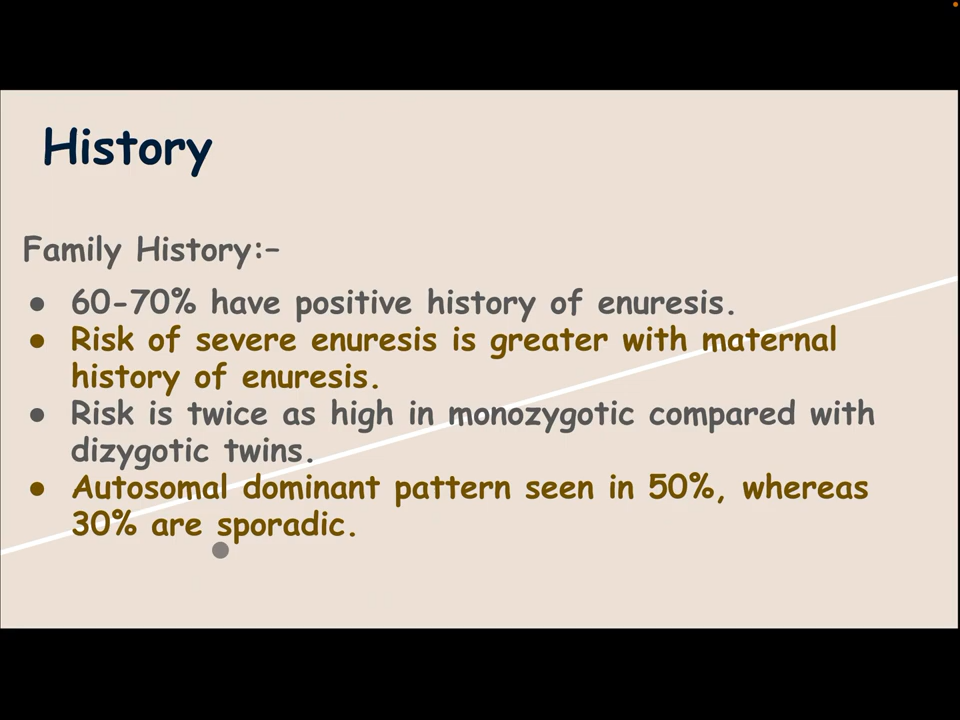 History
Family History:–
● 60-70% have positive history of enuresis.
● Risk of severe enuresis is greater with maternal
history of enuresis.
● Risk is twice as high in monozygotic compared with
dizygotic twins.
● Autosomal dominant pattern seen in 50%, whereas
30% are sporadic.